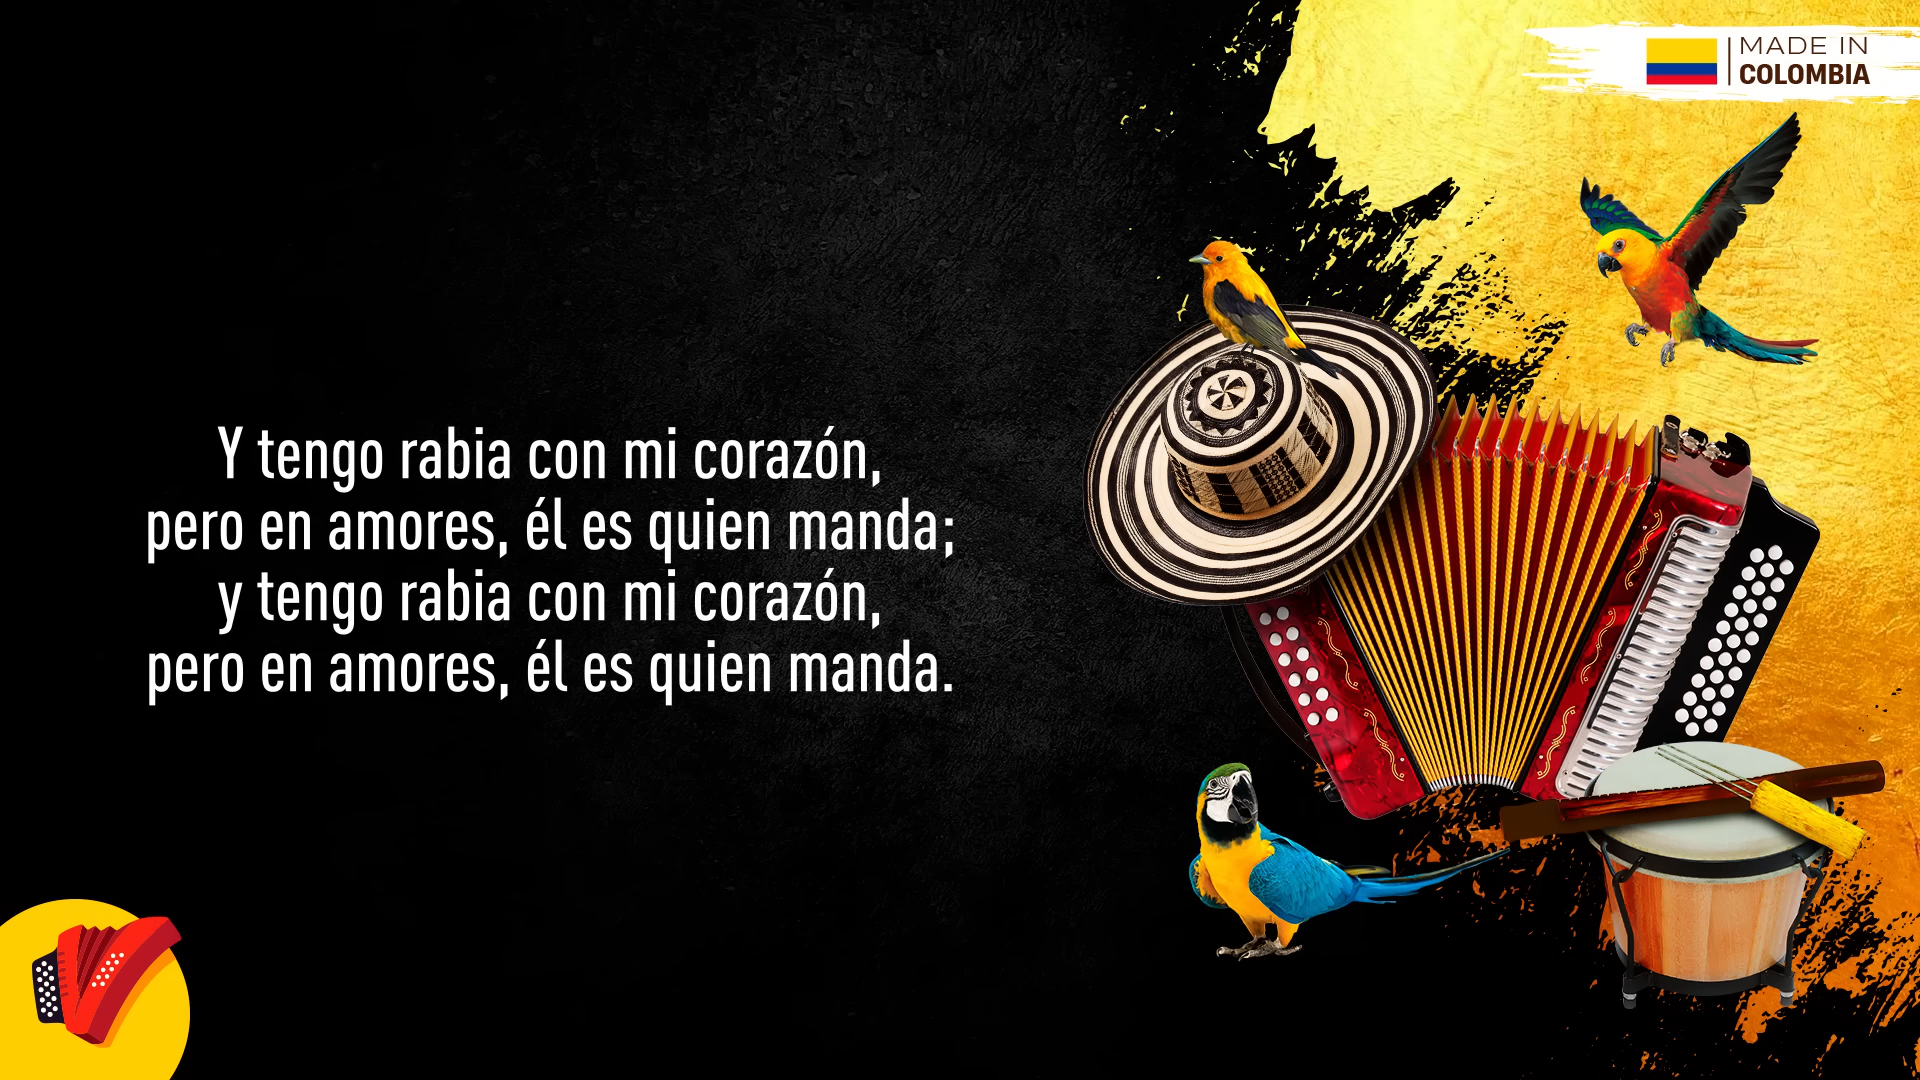 MADE IN
COLOMBIA
Y tengo rabia con mi corazón,
pero en amores, él es quien manda;
y tengo rabia con mi corazón,
pero en amores, él es quien manda.